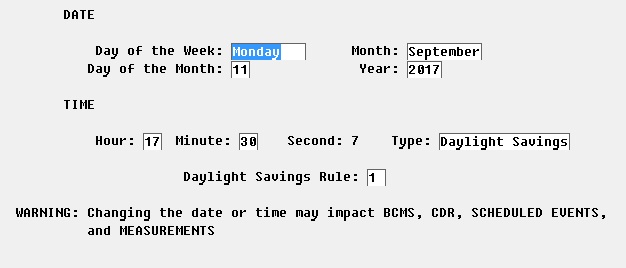 DATE
Day of the Week: Monday Month: September
Day of the Month: 11 Year: 2017
TIME
Hour: 17 Minute: 30 Second: 7 Type: Daylight Savings
Daylight Savings Rule: 1
WARNING: Changing the date or time may impact BCMS, CDR, SCHEDULED EVENTS,
and MEASUREMENTS